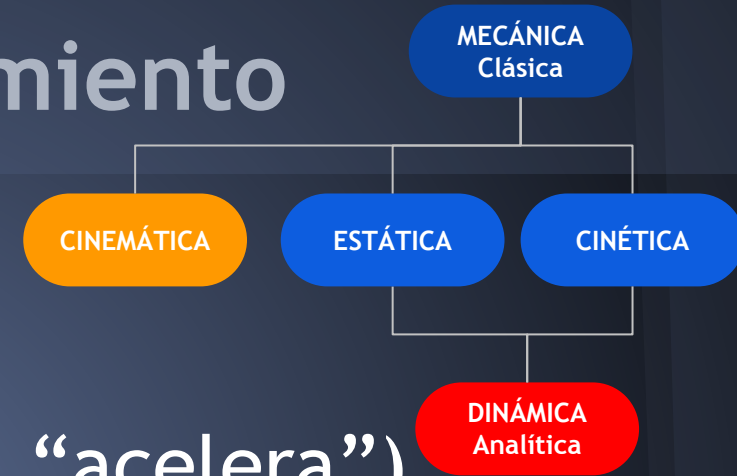 miento
MECÁNICA
Clásica
CINEMÁTICA
ESTÁTICA
CINÉTICA
DINÁMICA
Analítica
“acelera”)